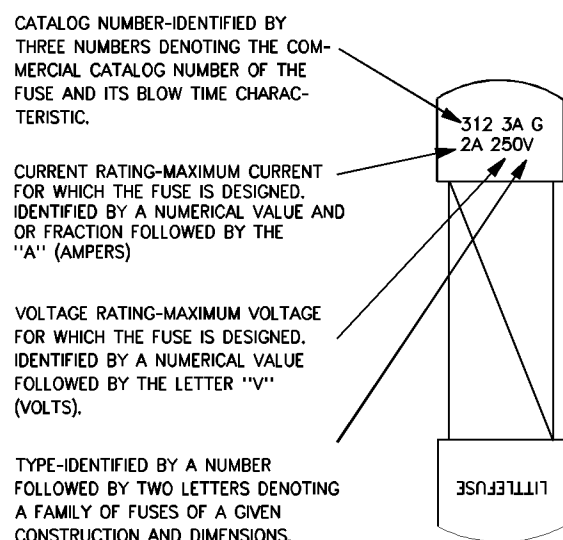 CATALOG NUMBER-IDENTIFIED BY
THREE NUMBERS DENOTING THE COM-
MERCIAL CATALOG NUMBER OF THE
FUSE AND ITS BLOW TIME CHARAC-
TERISTIC.
CURRENT RATING-MAXIMUM CURRENT
FOR WHICH THE FUSE IS DESIGNED.
IDENTIFIED BY A NUMERICAL VALUE AND
OR FRACTION FOLLOWED BY THE
"A" (AMPERS)
VOLTAGE RATING-MAXIMUM VOLTAGE
FOR WHICH THE FUSE IS DESIGNED.
IDENTIFIED BY A NUMERICAL VALUE
FOLLOWED BY THE LETTER "V"
(VOLTS).
TYPE-IDENTIFIED BY A NUMBER
FOLLOWED BY TWO LETTERS DENOTING
A FAMILY OF FUSES OF A GIVEN
CONSTRUCTION AND DIMENSIONS.
312 3A G
2A 250V
LITTLEFUSE